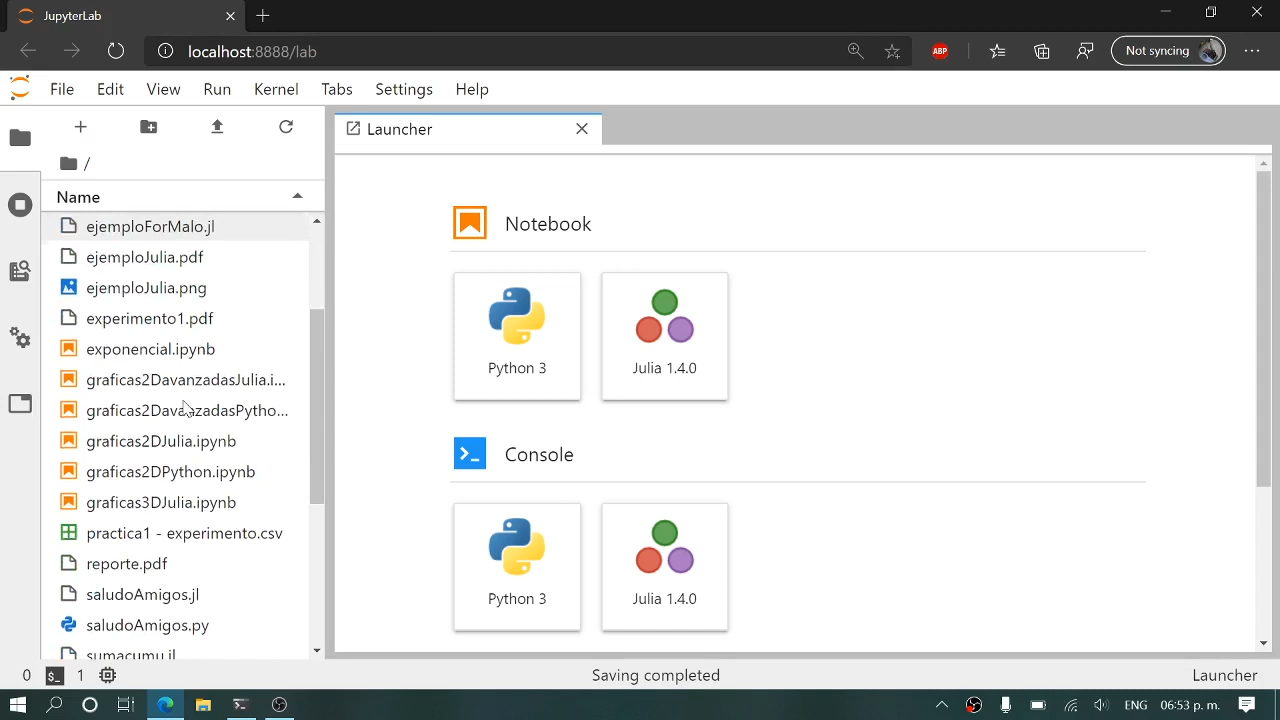 JupyterLab
localhost:8888/lab
ABP
Not syncing
File Edit View Run Kernel Tabs Settings Help
/
Name
ejemploForMalo.jl
ejemploJulia.pdf
ejemploJulia.png
experimento1.pdf
exponencial.ipynb
graficas2DavanzadasJulia.i...
graficas2DavanzadasPytho...
graficas2DJulia.ipynb
graficas2DPython.ipynb
graficas3DJulia.ipynb
practica1 - experimento.csv
reporte.pdf
saludoAmigos.jl
saludoAmigos.py
sumacumu.jl
Launcher
Notebook
Python 3
Julia 1.4.0
Console
Python 3
Julia 1.4.0
0 $_ 1
Saving completed
Launcher
ENG 06:53 p. m.